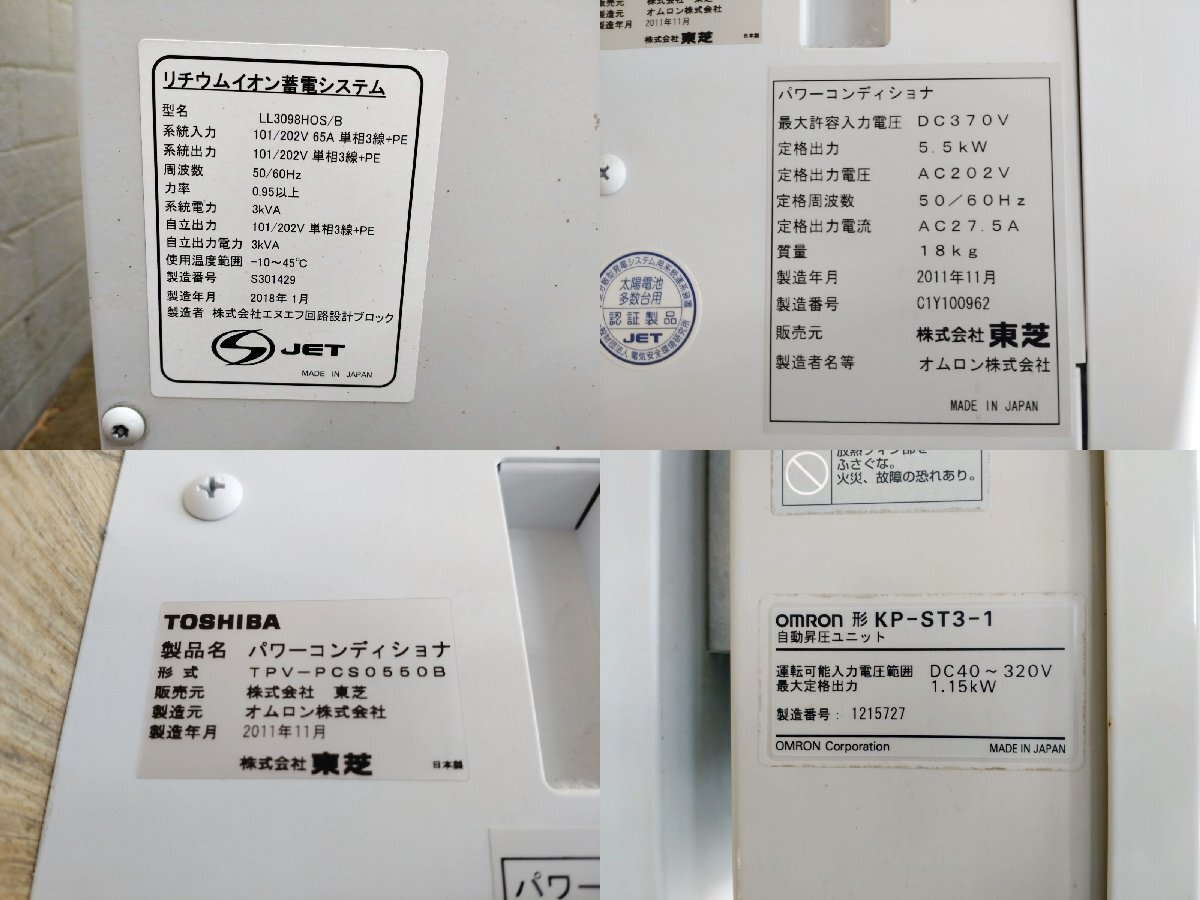 リチウムイオン蓄電システム
型名 LL3098HOS/B
系統入力 101/202V 65A 単相3線+PE
系統出力 101/202V 単相3線+PE
周波数 50/60Hz
力率 0.95以上
系統電力 3kVA
自立出力 101/202V 単相3線+PE
自立出力電力 3kVA
使用温度範囲 -10～45℃
製造番号 S301429
製造年月 2018年 1月
製造者 株式会社エヌエフ回路設計ブロック
JET
MADE IN JAPAN
製造元 オムロン株式会社
製造年月 2011年11月
株式会社 東芝 日本製
パワーコンディショナ
最大許容入力電圧 DC370V
定格出力 5.5kW
定格出力電圧 AC202V
定格周波数 50/60Hz
定格出力電流 AC27.5A
質量 18kg
製造年月 2011年11月
製造番号 C1Y100962
販売元 株式会社 東芝
製造者名等 オムロン株式会社
MADE IN JAPAN
太陽電池
多数台用
認証製品
JET
TOSHIBA
製品名 パワーコンディショナ
形式 TPV-PCS0550B
販売元 株式会社 東芝
製造元 オムロン株式会社
製造年月 2011年11月
株式会社 東芝 日本製
パワー
ふさぐな。
火災、故障の恐れあり。
OMRON 形 KP-ST3-1
自動昇圧ユニット
運転可能入力電圧範囲 DC40～320V
最大定格出力 1.15kW
製造番号: 1215727
OMRON Corporation MADE IN JAPAN